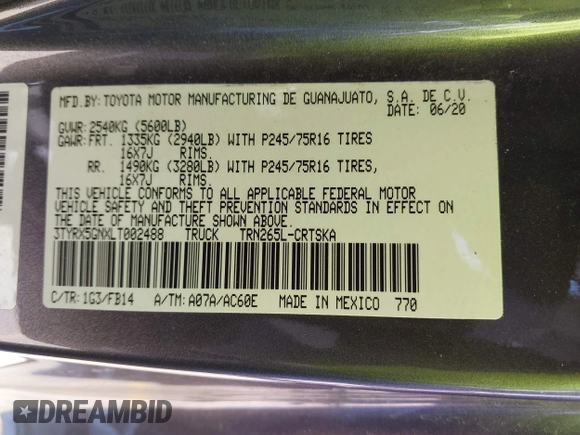 MFD.BY:TOYOTA MOTOR MANUFACTURING DE GUANAJUATO, S.A. DE C.V.
DATE: 06/20
GVWR:2540KG (5600LB)
GAWR:FRT. 1335KG (2940LB) WITH P245/75R16 TIRES
16X7J RIMS,
RR. 1490KG (3280LB) WITH P245/75R16 TIRES,
16X7J RIMS.
THIS VEHICLE CONFORMS TO ALL APPLICABLE FEDERAL MOTOR
VEHICLE SAFETY AND THEFT PREVENTION STANDARDS IN EFFECT ON
THE DATE OF MANUFACTURE SHOWN ABOVE.
3TYRX5GNXLT002488 TRUCK TRN265L-CRTSKA
C/TR:1G3/FB14 A/TM:A07A/AC60E MADE IN MEXICO 770
DREAMBID